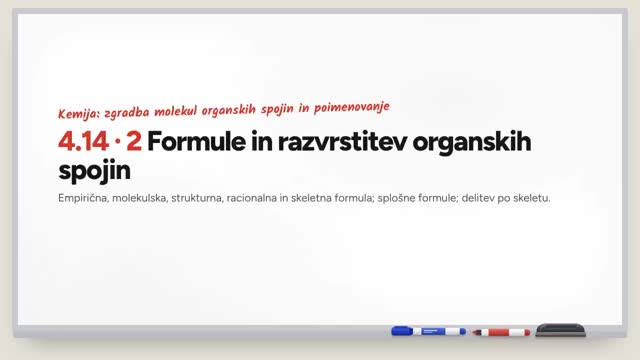 Kemija: zgradba molekul organskih spojin in poimenovanje
4.14 · 2 Formule in razvrstitev organskih
spojin
Empirična, molekulska, strukturna, racionalna in skeletna formula; splošne formule; delitev po skeletu.